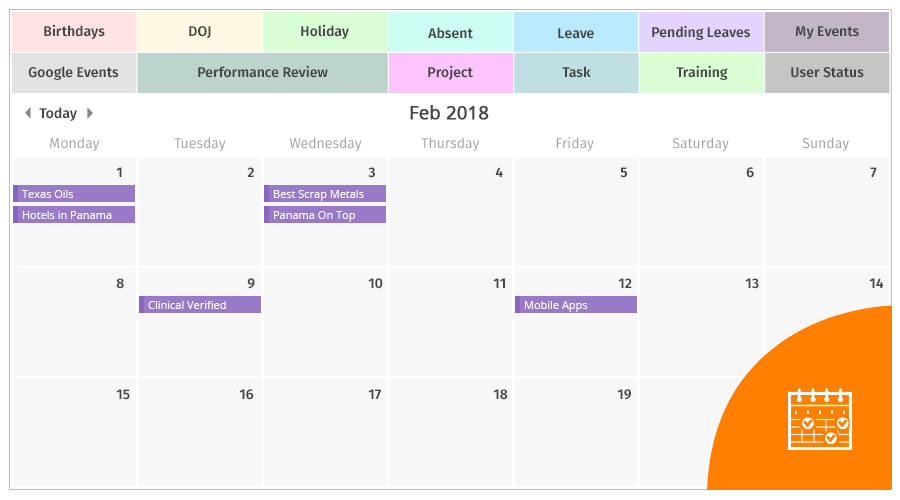 Birthdays DOJ Holiday Absent Leave Pending Leaves My Events
Google Events Performance Review Project Task Training User Status
Today Feb 2018
Monday Tuesday Wednesday Thursday Friday Saturday Sunday
1 2 3 4 5 6 7
Texas Oils Best Scrap Metals
Hotels in Panama Panama On Top
8 9 10 11 12 13 14
Clinical Verified Mobile Apps
15 16 17 18 19